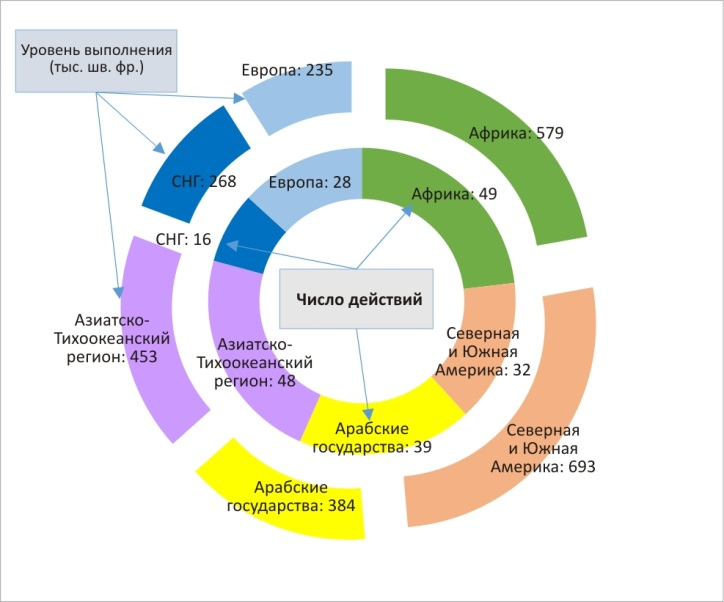 Уровень выполнения
(тыс. шв. фр.)
Европа: 235
Африка: 579
СНГ: 268
Европа: 28
Африка: 49
СНГ: 16
Число действий
Азиатско-
Тихоокеанский
регион: 453
Азиатско-
Тихоокеанский
регион: 48
Северная
и Южная
Америка: 32
Арабские
государства: 39
Северная
и Южная
Америка: 693
Арабские
государства: 384